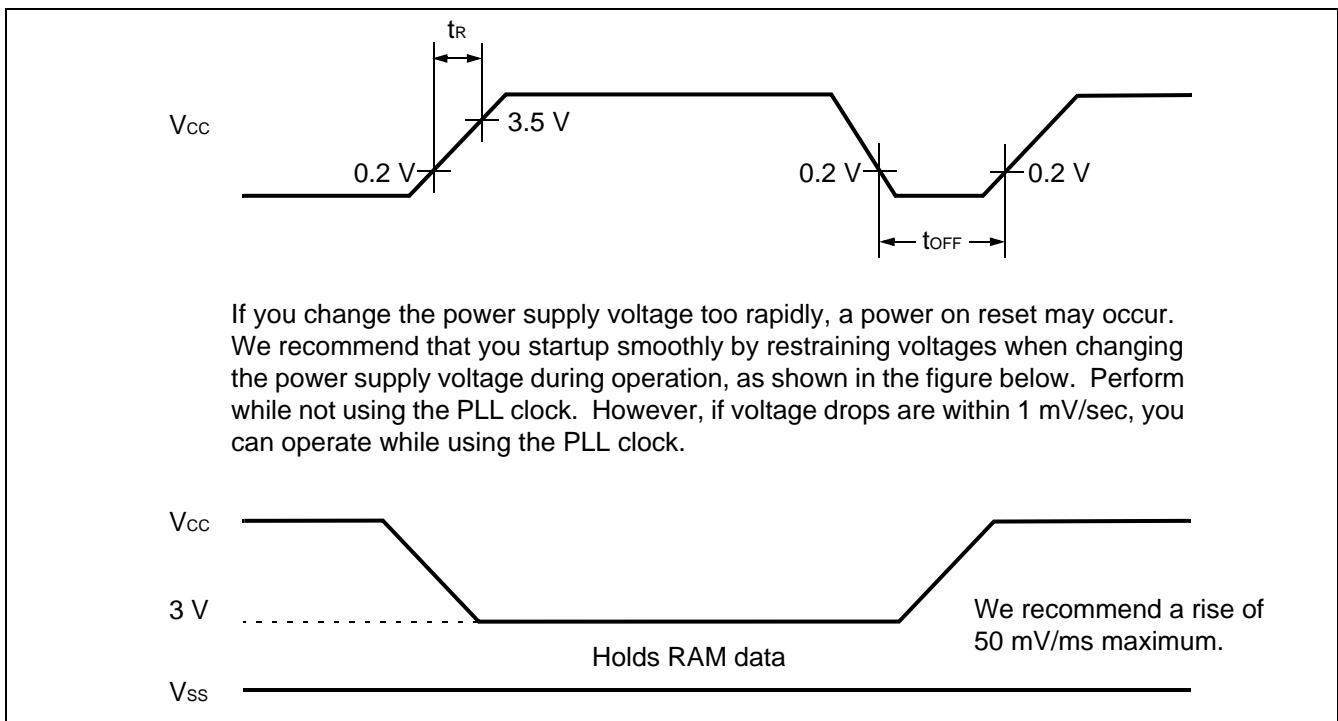 tR
VCC
3.5 V
0.2 V
0.2 V
0.2 V
tOFF
If you change the power supply voltage too rapidly, a power on reset may occur.
We recommend that you startup smoothly by restraining voltages when changing
the power supply voltage during operation, as shown in the figure below. Perform
while not using the PLL clock. However, if voltage drops are within 1 mV/sec, you
can operate while using the PLL clock.
VCC
3 V
We recommend a rise of
50 mV/ms maximum.
Holds RAM data
VSS